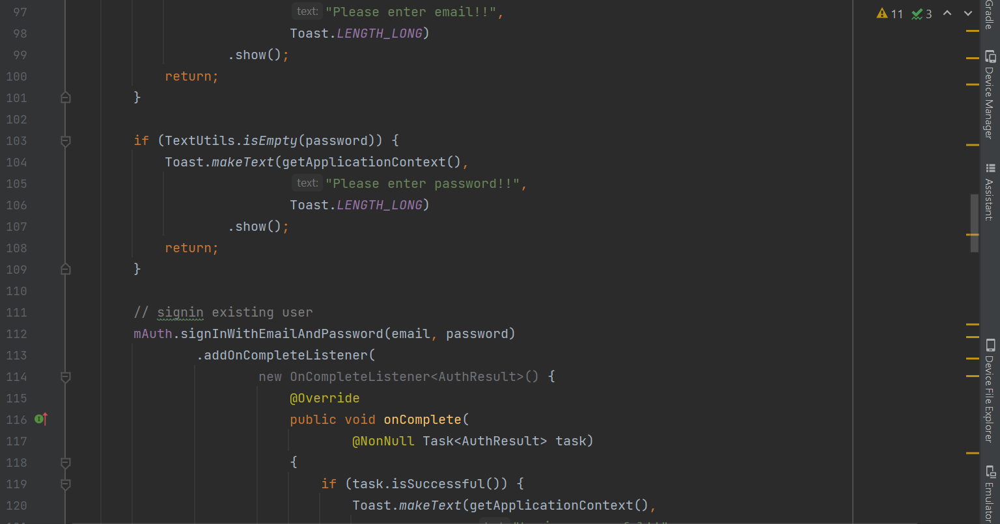 97 text: "Please enter email!!",
98 Toast.LENGTH_LONG)
99 .show();
100 return;
101 }
102
103 if (TextUtils.isEmpty(password)) {
104 Toast.makeText(getApplicationContext(),
105 text: "Please enter password!!",
106 Toast.LENGTH_LONG)
107 .show();
108 return;
109 }
110
111 // signin existing user
112 mAuth.signInWithEmailAndPassword(email, password)
113 .addOnCompleteListener(
114 new OnCompleteListener<AuthResult>() {
115 @Override
116 public void onComplete(
117 @NonNull Task<AuthResult> task)
118 {
119 if (task.isSuccessful()) {
120 Toast.makeText(getApplicationContext(),
11 3
Gradle
Device Manager
Assistant:
Device File Explorer
Emulator